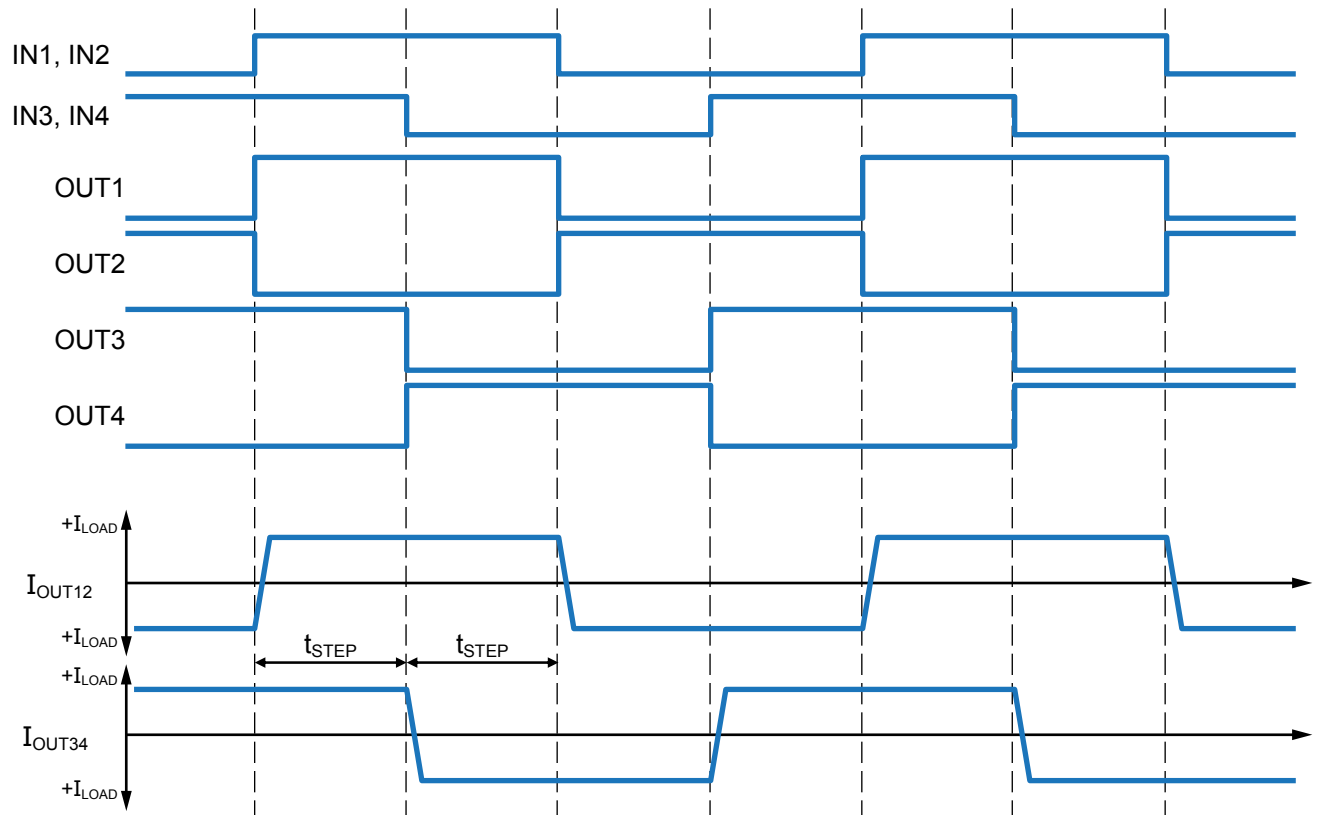 IN1, IN2
IN3, IN4
OUT1
OUT2
OUT3
OUT4
+ILOAD
IOUT12
+ILOAD
tSTEP tSTEP
+ILOAD
IOUT34
+ILOAD